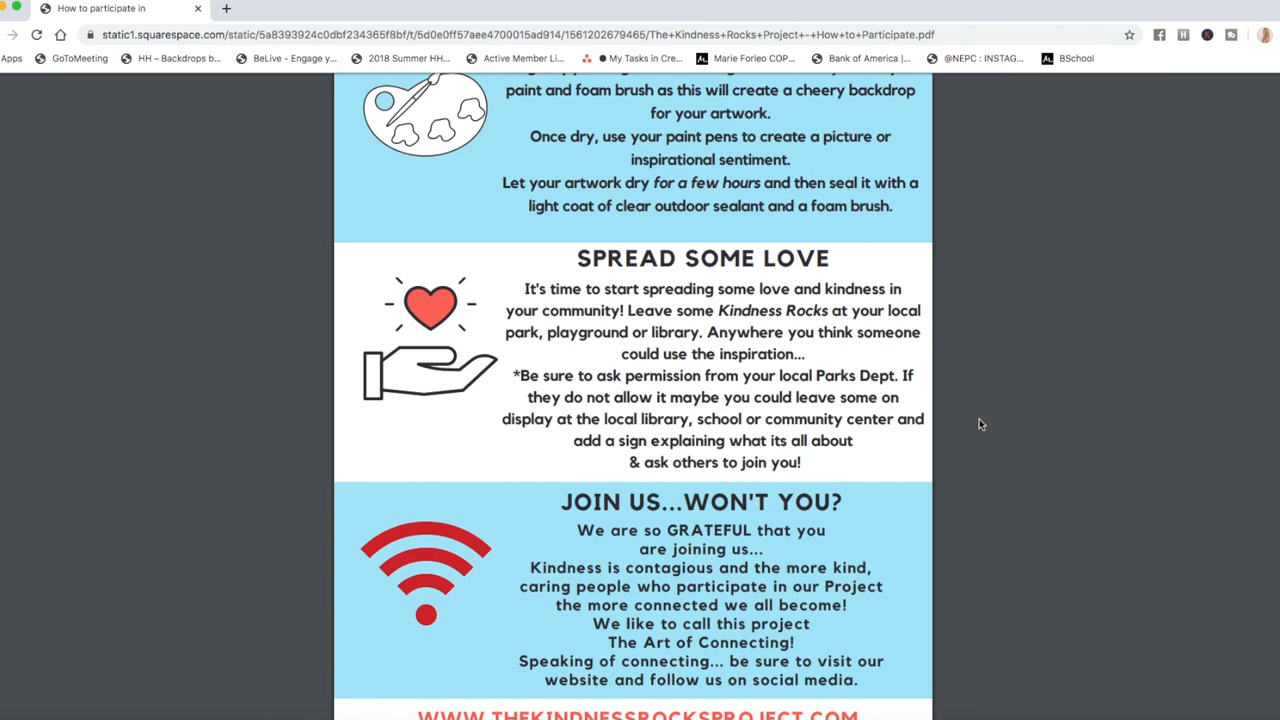 How to participate in
static1.squarespace.com/static/5a8393924c0dbf234365f8bf/t/5d0e0ff57aee4700015ad914/1561202679465/The+Kindness+Rocks+Project+-+How+to+Participate.pdf
Apps GoToMeeting HH – Backdrops b... BeLive - Engage y... 2018 Summer HH... Active Member Li... My Tasks in Cre... Marie Forleo COP... Bank of America |... @NEPC : INSTAG... BSchool
paint and foam brush as this will create a cheery backdrop
for your artwork.
Once dry, use your paint pens to create a picture or
inspirational sentiment.
Let your artwork dry for a few hours and then seal it with a
light coat of clear outdoor sealant and a foam brush.
SPREAD SOME LOVE
It's time to start spreading some love and kindness in
your community! Leave some Kindness Rocks at your local
park, playground or library. Anywhere you think someone
could use the inspiration...
*Be sure to ask permission from your local Parks Dept. If
they do not allow it maybe you could leave some on
display at the local library, school or community center and
add a sign explaining what its all about
& ask others to join you!
JOIN US...WON'T YOU?
We are so GRATEFUL that you
are joining us...
Kindness is contagious and the more kind,
caring people who participate in our Project
the more connected we all become!
We like to call this project
The Art of Connecting!
Speaking of connecting... be sure to visit our
website and follow us on social media.
WWW.THEKINDNESSROCKSPROJECT.COM